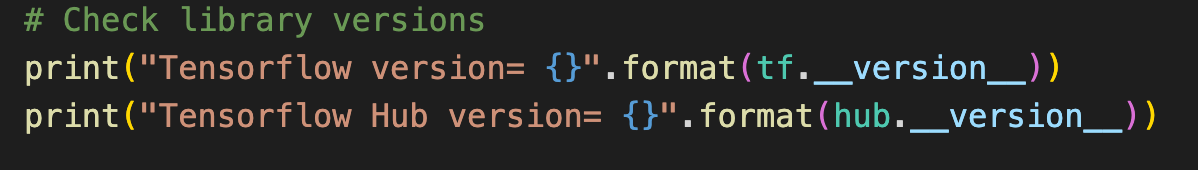 # Check library versions
print("Tensorflow version= {}".format(tf.__version__))
print("Tensorflow Hub version= {}".format(hub.__version__))